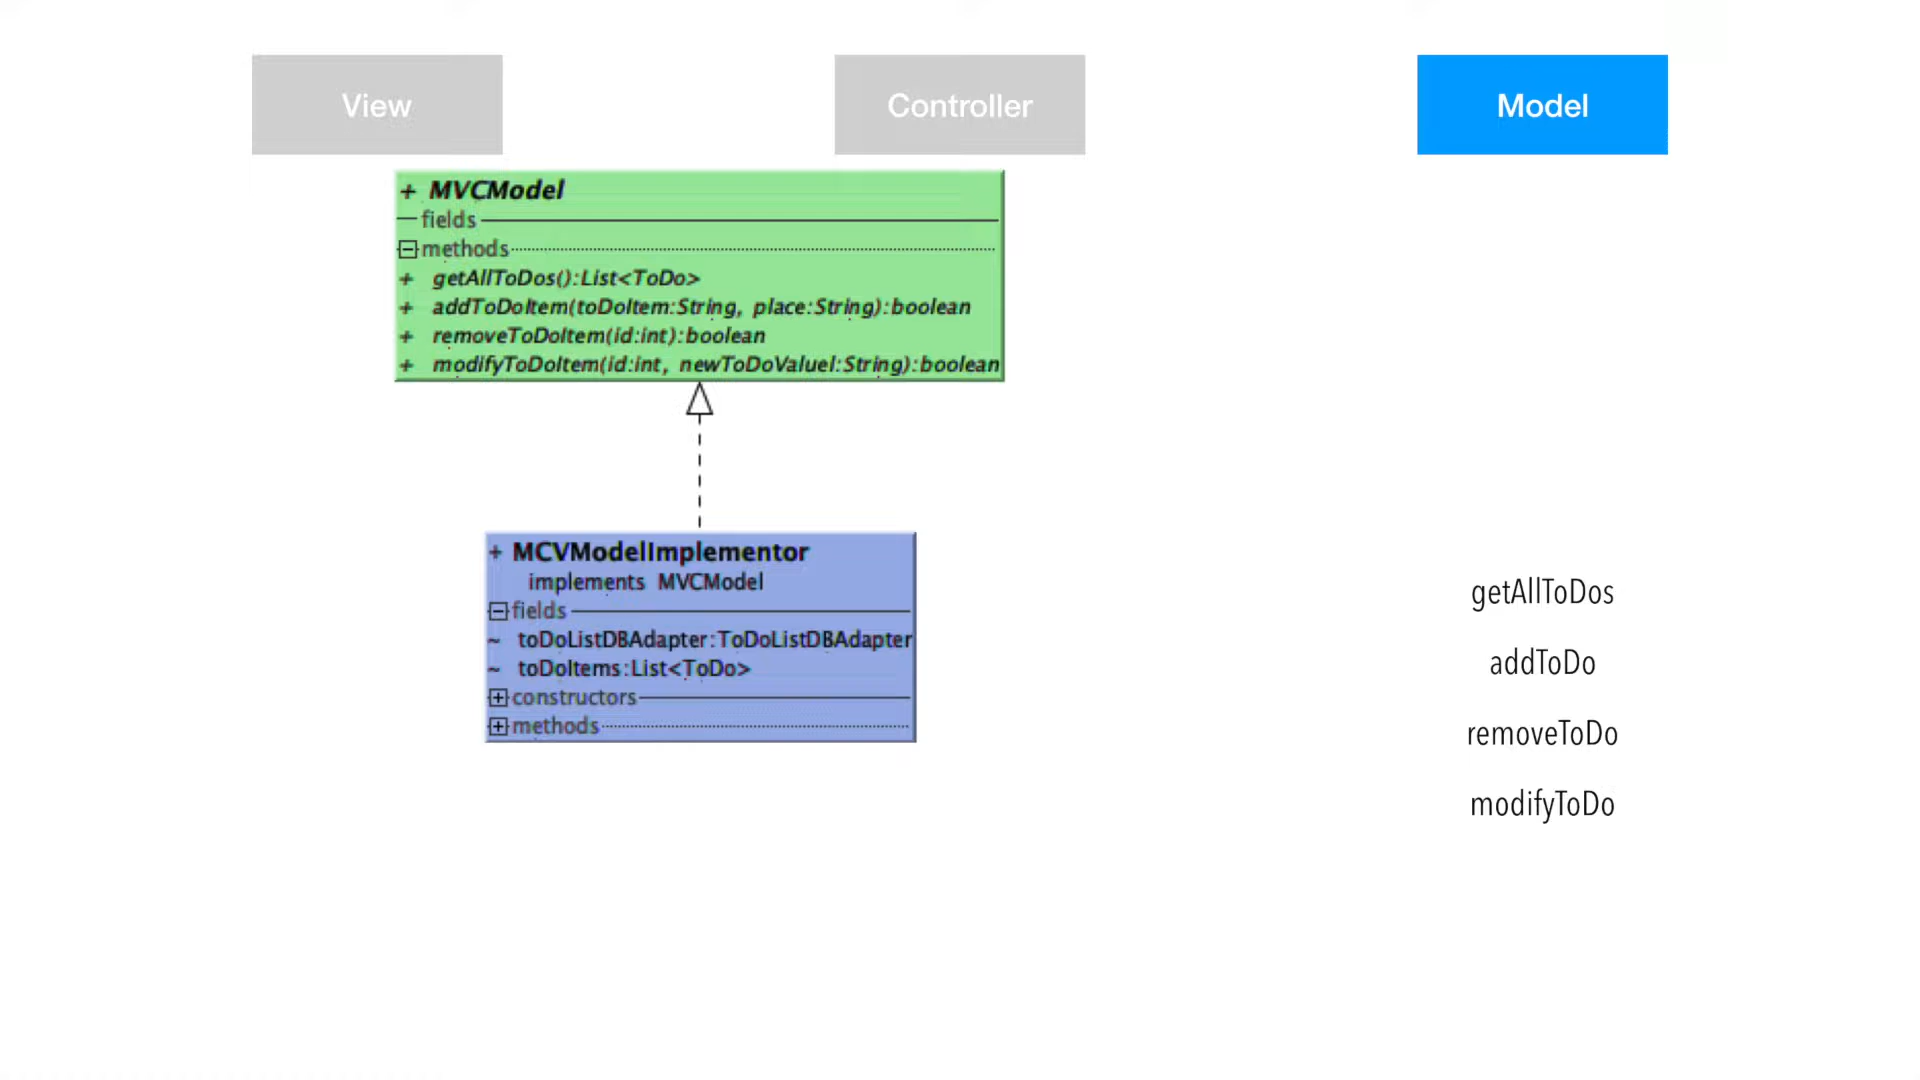 View
Controller
Model
+ MVCModel
fields
methods
+ getAllToDos():List<ToDo>
+ addToDoItem(toDoItem:String, place:String):boolean
+ removeToDoItem(id:int):boolean
+ modifyToDoItem(id:int, newToDoValuel:String):boolean
+ MCVModelImplementor
implements MVCModel
fields
~ toDoListDBAdapter:ToDoListDBAdapter
~ toDoItems:List<ToDo>
constructors
methods
getAllToDos
addToDo
removeToDo
modifyToDo